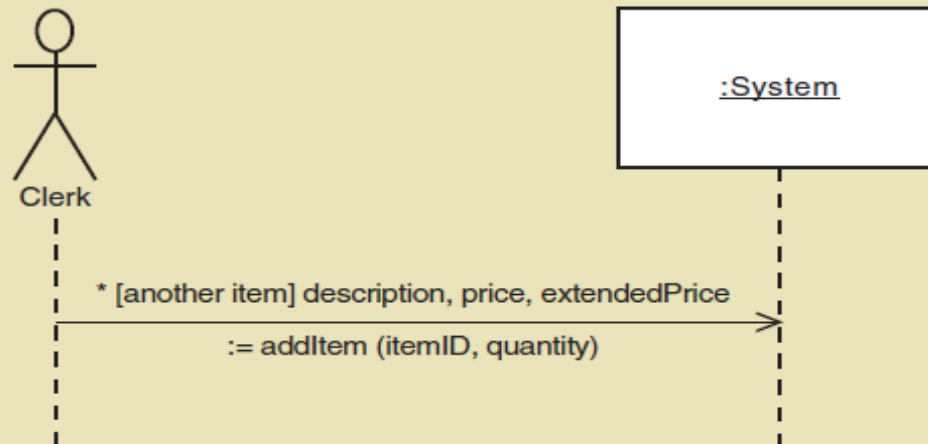 :System
Clerk
* [another item] description, price, extendedPrice
:= addItem (itemID, quantity)